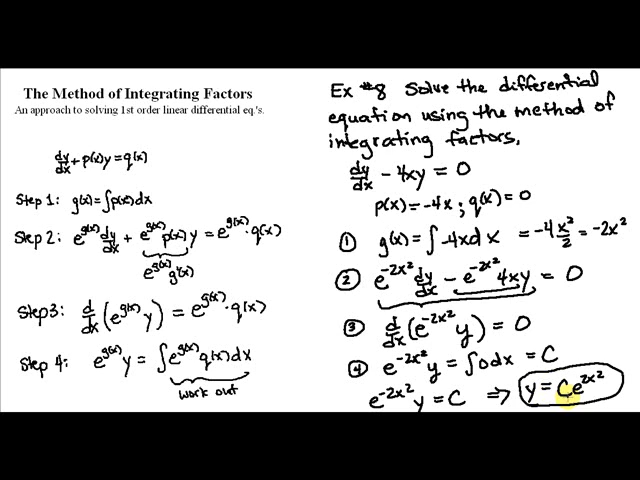 The Method of Integrating Factors
An approach to solving 1st order linear differential eq.'s.
dy/dx + p(x)y = q(x)
Step 1: g(x) = ∫p(x)dx
Step 2: e^g(x) dy/dx + e^g(x) p(x) y = e^g(x) · q(x)
e^g(x) g'(x)
Step 3: d/dx (e^g(x) y) = e^g(x) · q(x)
Step 4: e^g(x) y = ∫e^g(x) q(x) dx
work out
Ex #8 Solve the differential
equation using the method of
integrating factors.
dy/dx - 4xy = 0
p(x) = -4x ; q(x) = 0
① g(x) = ∫-4x dx = -4 x²/2 = -2x²
② e^-2x² dy/dx - e^-2x² 4xy = 0
③ d/dx (e^-2x² y) = 0
④ e^-2x² y = ∫0dx = C
e^-2x² y = C ⇒ y = Ce^2x²